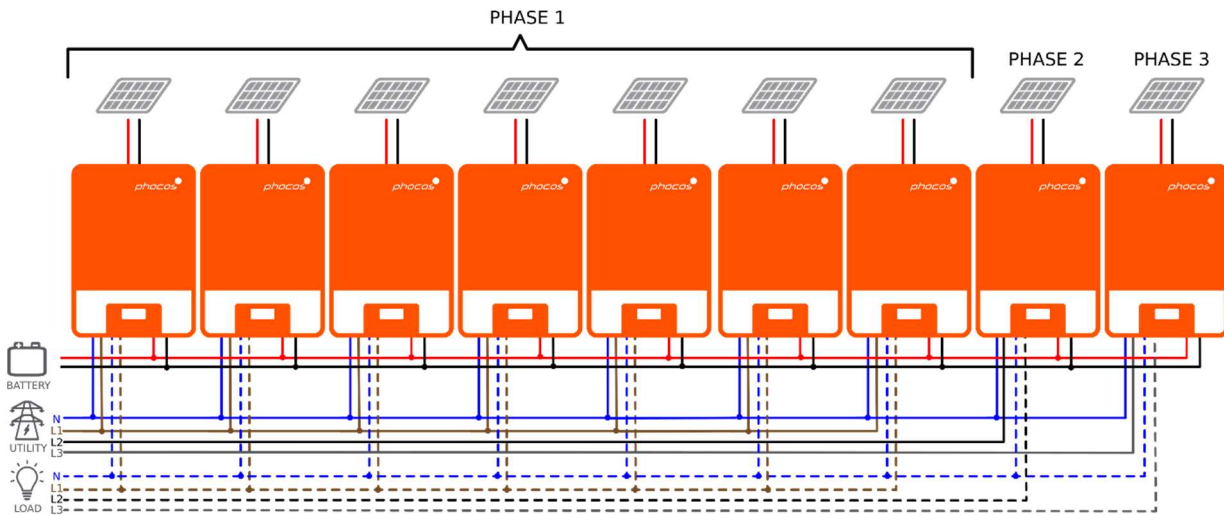 PHASE 1
PHASE 2
PHASE 3
phocos
phocos
phocos
phocos
phocos
phocos
phocos
phocos
phocos
BATTERY
N
L1
UTILITY
L2
L3
N
L1
LOAD
L2
L3